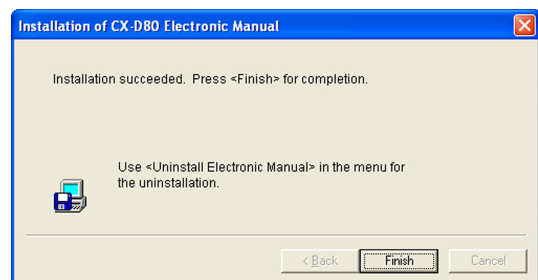 Installation of CX-D80 Electronic Manual
Installation succeeded. Press <Finish> for completion.
Use <Uninstall Electronic Manual> in the menu for
the uninstallation.
< Back
Finish
Cancel